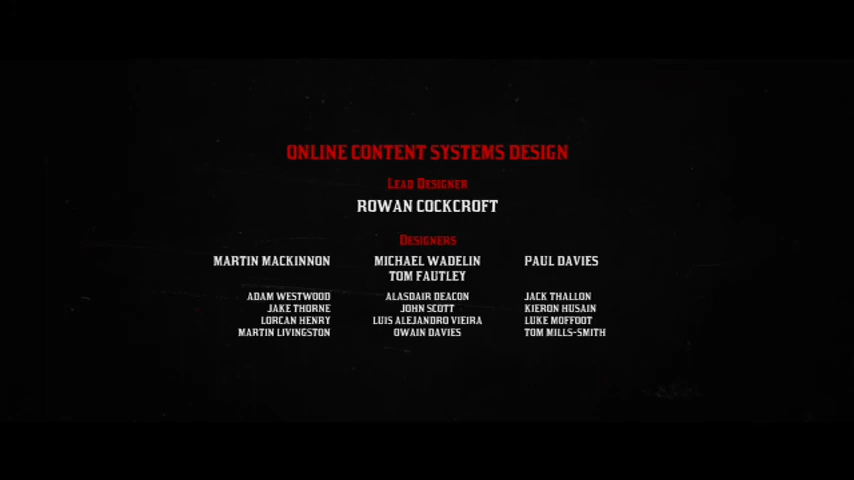 ONLINE CONTENT SYSTEMS DESIGN
LEAD DESIGNER
ROWAN COCKCROFT
DESIGNERS
MARTIN MACKINNON MICHAEL WADELIN PAUL DAVIES
TOM FAUTLEY
ADAM WESTWOOD ALASDAIR DEACON JACK THALLON
JAKE THORNE JOHN SCOTT KIERON HUSAIN
LORCAN HENRY LUIS ALEJANDRO VIEIRA LUKE MOFFOOT
MARTIN LIVINGSTON OWAIN DAVIES TOM MILLS-SMITH